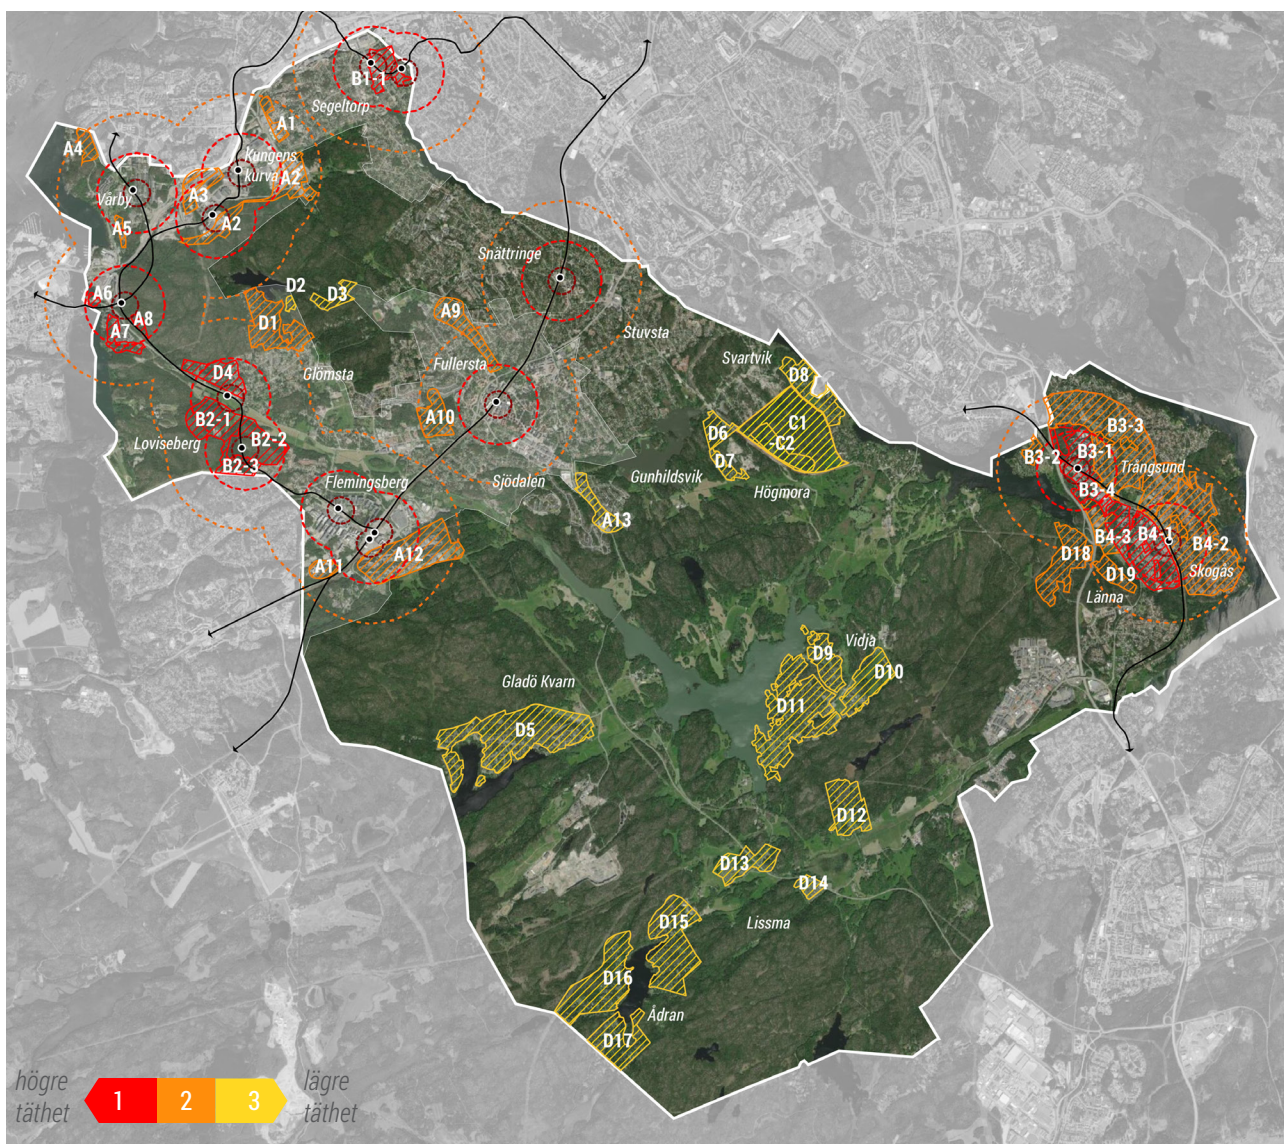 B1-1
Segeltorp
A1
A4
Kungens
kurva
A2
A3
Vårby
A2
A5
Snättringe
D2
D3
A6
A8
A7
D1
A9
Stuvsta
Svartvik
Fullersta
Glömsta
D4
D8
A10
B2-1
C1
B3-3
Loviseberg
B2-2
D6
C2
B3-2
B3-1
B2-3
D7
Trångsund
Flemingsberg
Sjödalen
Gunhildsvik
Högmora
B3-4
A13
B4-3
B4-1
B4-2
A12
D18
A11
D19
Skogås
Länna
Vidja
D9
D10
Gladö Kvarn
D11
D5
D12
D13
D14
D15
Lissma
D16
Ådran
D17
högre
täthet
1
2
3
lägre
täthet